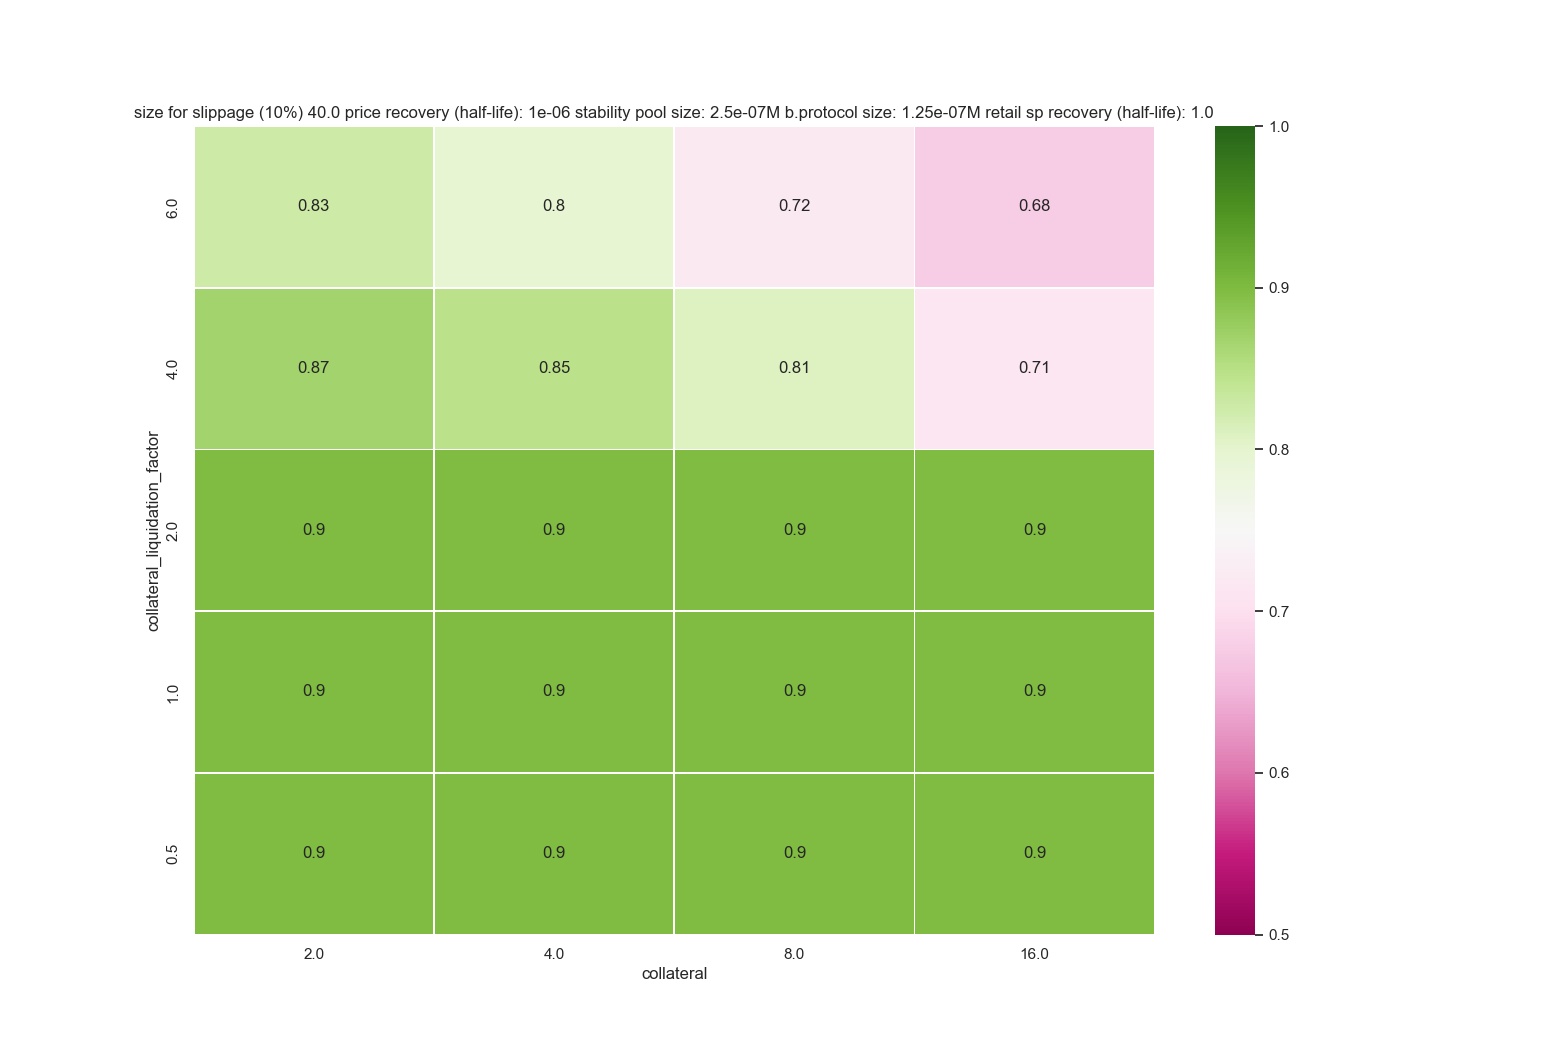 size for slippage (10%) 40.0 price recovery (half-life): 1e-06 stability pool size: 2.5e-07M b.protocol size: 1.25e-07M retail sp recovery (half-life): 1.0
6.0 0.83 0.8 0.72 0.68
4.0 0.87 0.85 0.81 0.71
2.0 0.9 0.9 0.9 0.9
1.0 0.9 0.9 0.9 0.9
0.5 0.9 0.9 0.9 0.9
collateral_liquidation_factor
2.0 4.0 8.0 16.0
collateral
1.0
0.9
0.8
0.7
0.6
0.5